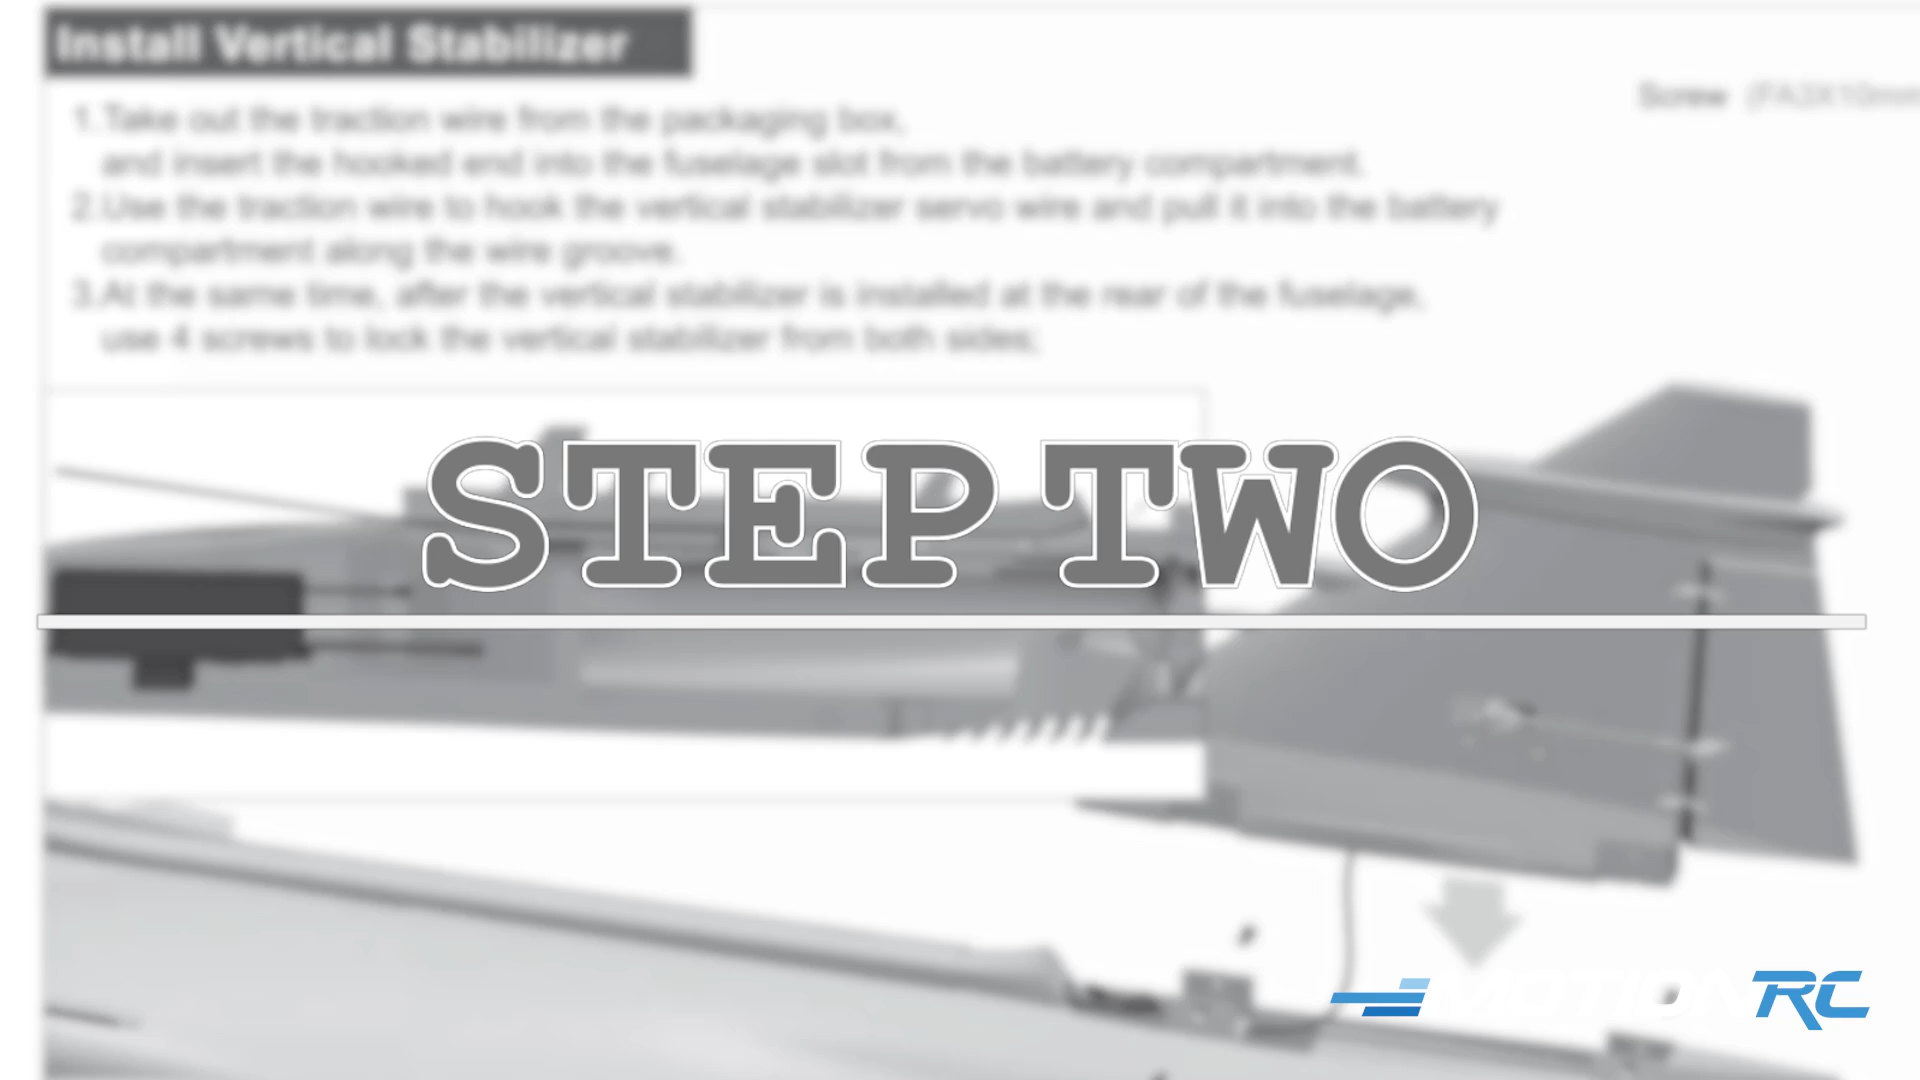 Install Vertical Stabilizer
Screw (FA3X10mm
1.Take out the traction wire from the packaging box,
and insert the hooked end into the fuselage slot from the battery compartment.
2.Use the traction wire to hook the vertical stabilizer servo wire and pull it into the battery
compartment along the wire groove.
3.At the same time, after the vertical stabilizer is installed at the rear of the fuselage,
use 4 screws to lock the vertical stabilizer from both sides;
STEP TWO
MOTION RC